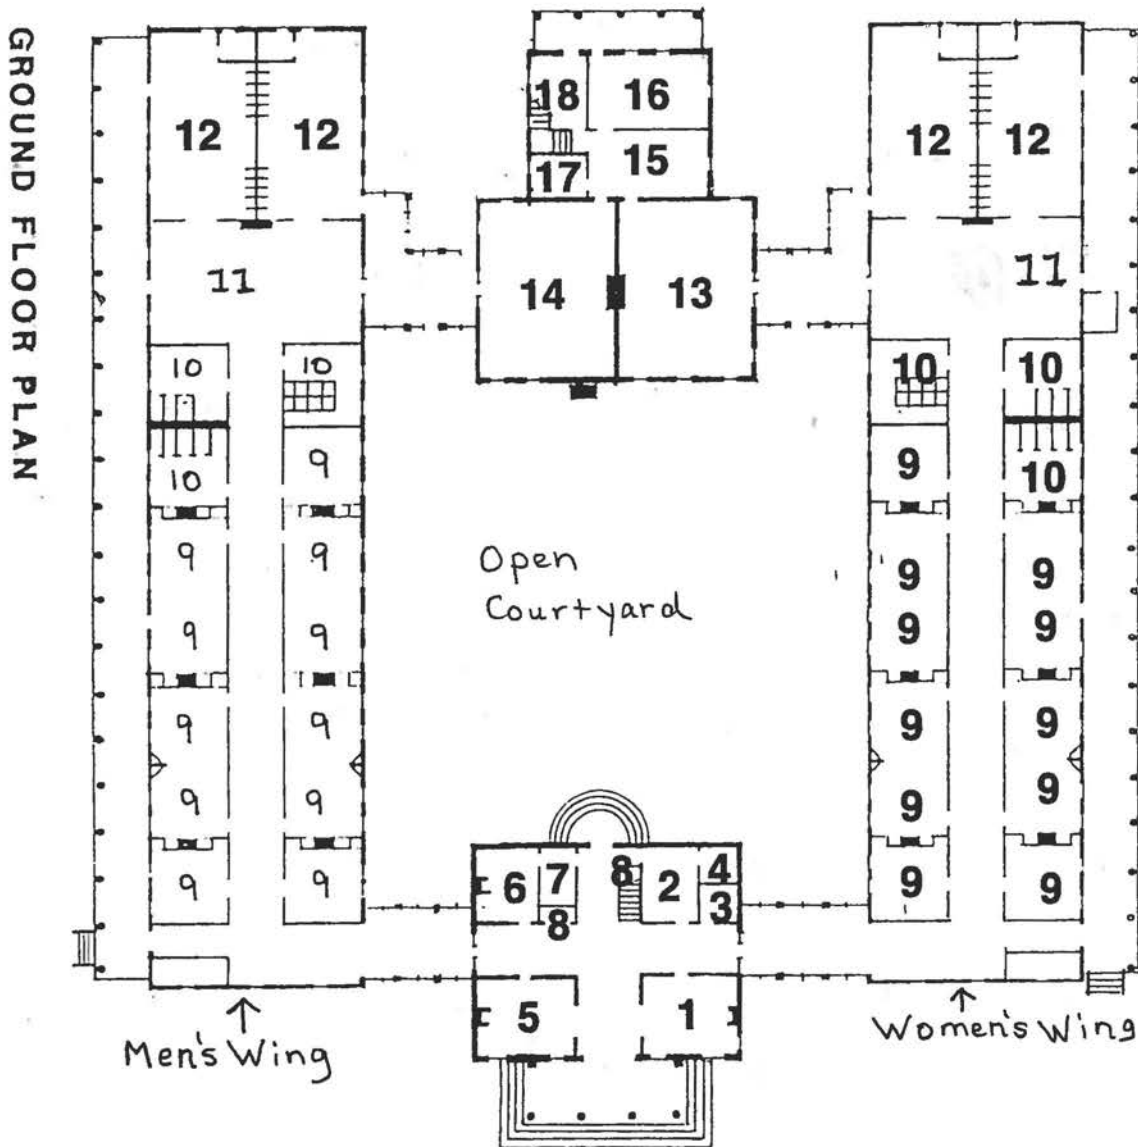 GROUND FLOOR PLAN
18 16
12 12 12 12
17 15
11 14 13 11
10 10 10 10
9 9
10 10
9 9 9 9
Open
Courtyard
9 9 9 9
9 9 9 9
9 9 9 9
6 7 8 2 4
9 9 9 9
8 3
5 1
Men's Wing
Women's Wing